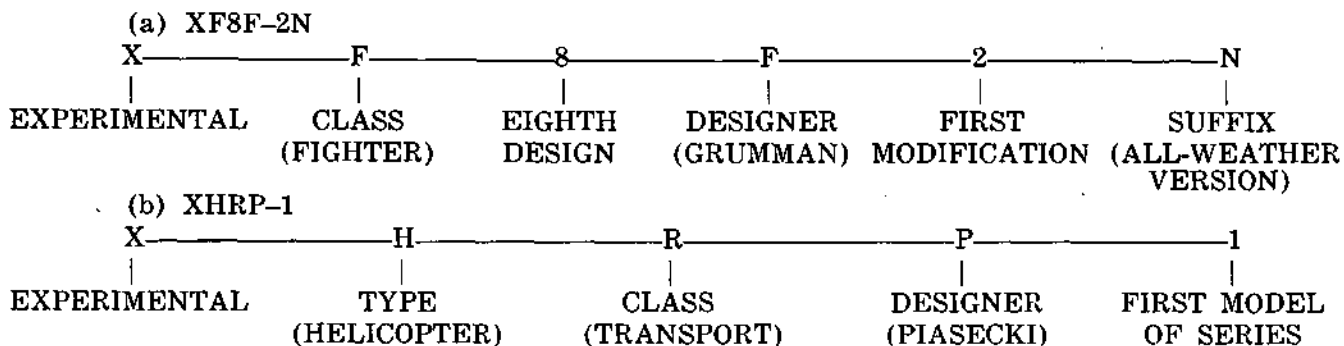 (a) XF8F–2N
X F 8 F 2 N
EXPERIMENTAL CLASS EIGHTH DESIGNER FIRST SUFFIX
(FIGHTER) DESIGN (GRUMMAN) MODIFICATION (ALL-WEATHER
VERSION)
(b) XHRP–1
X H R P 1
EXPERIMENTAL TYPE CLASS DESIGNER FIRST MODEL
(HELICOPTER) (TRANSPORT) (PIASECKI) OF SERIES